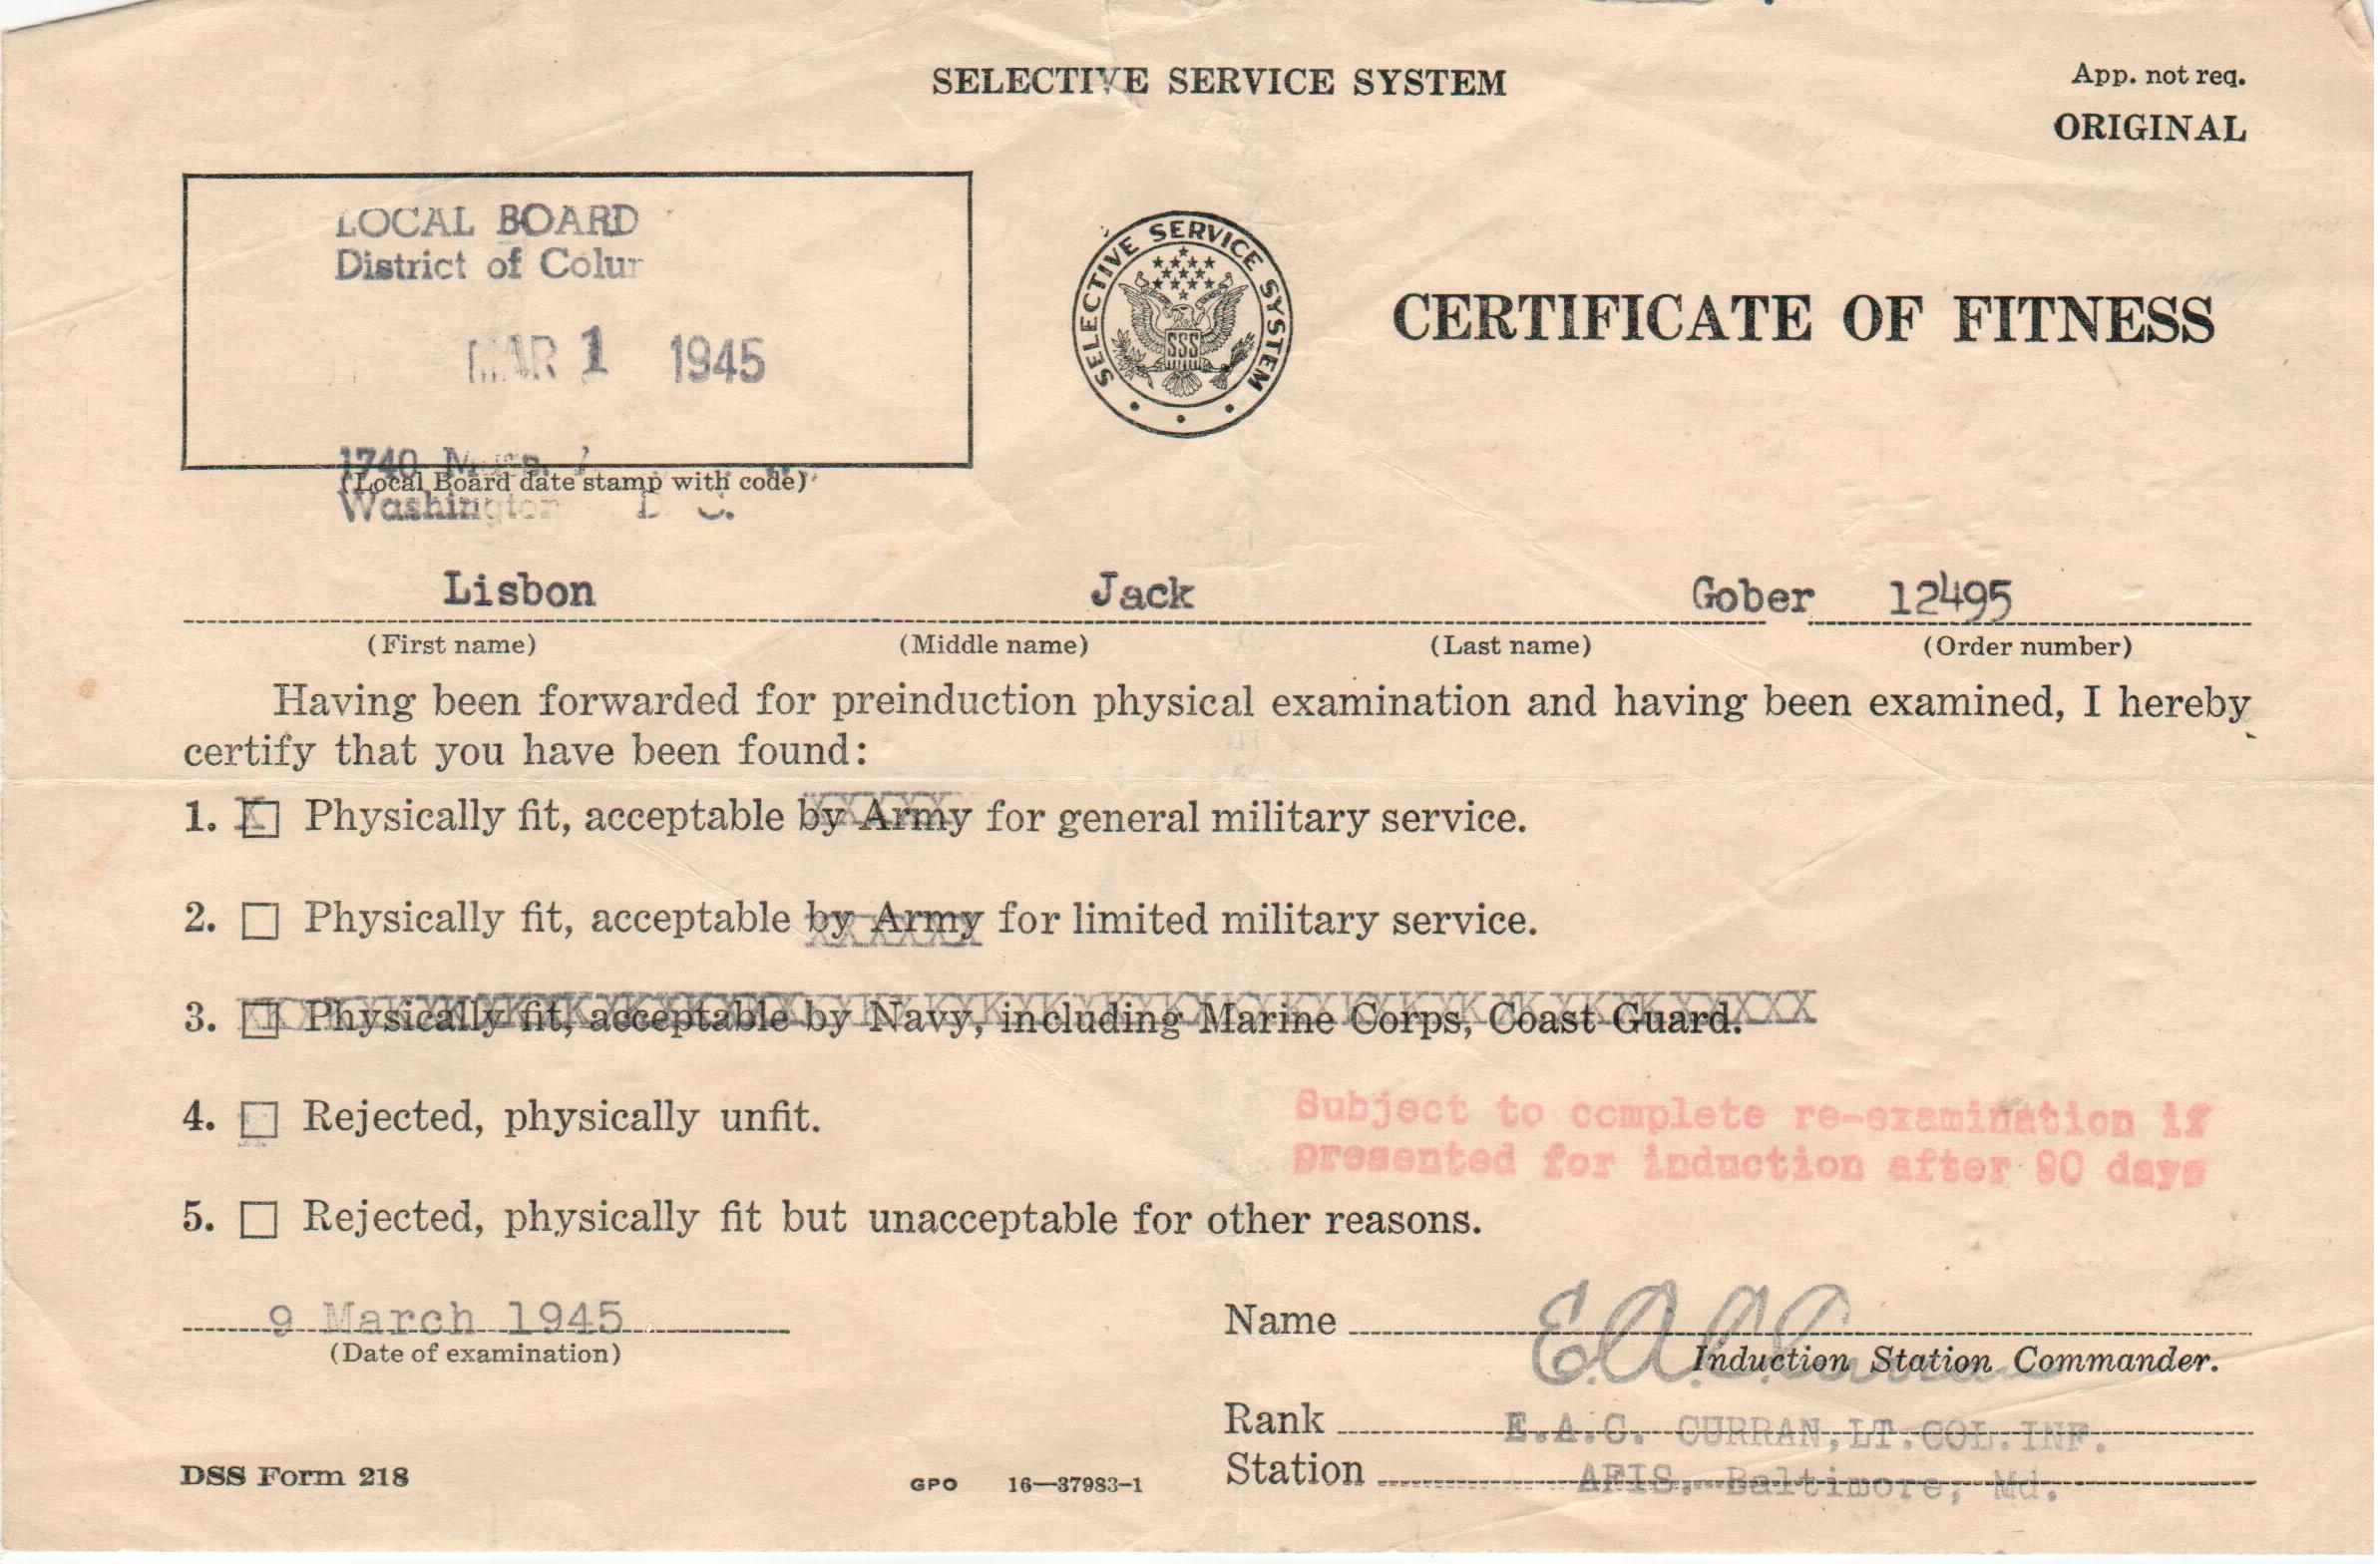 SELECTIVE SERVICE SYSTEM
App. not req.
ORIGINAL
LOCAL BOARD
District of Colur
MAR 1 1945
1740
(Local Board date stamp with code)
Washington D C.
SELECTIVE SERVICE SYSTEM
SSS
CERTIFICATE OF FITNESS
Lisbon Jack Gober 12495
(First name) (Middle name) (Last name) (Order number)
Having been forwarded for preinduction physical examination and having been examined, I hereby
certify that you have been found:
1. X Physically fit, acceptable by Army for general military service.
2. Physically fit, acceptable by Army for limited military service.
3. Physically fit, acceptable by Navy, including Marine Corps, Coast Guard.
4. Rejected, physically unfit.
Subject to complete re-examination if
presented for induction after 90 days
5. Rejected, physically fit but unacceptable for other reasons.
9 March 1945
(Date of examination)
Name E.A.C. Curran
Induction Station Commander.
Rank E.A.C. CURRAN, LT. COL. INF.
Station AFIS. Baltimore, Md.
DSS Form 218
GPO 16—37983-1